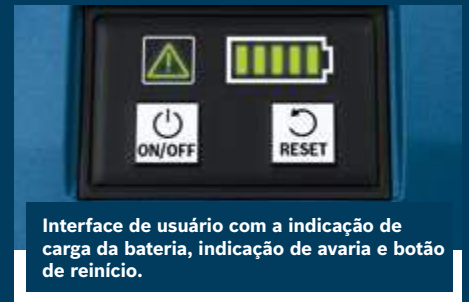 ON/OFF
RESET
Interface de usuário com a indicação de
carga da bateria, indicação de avaria e botão
de reinício.